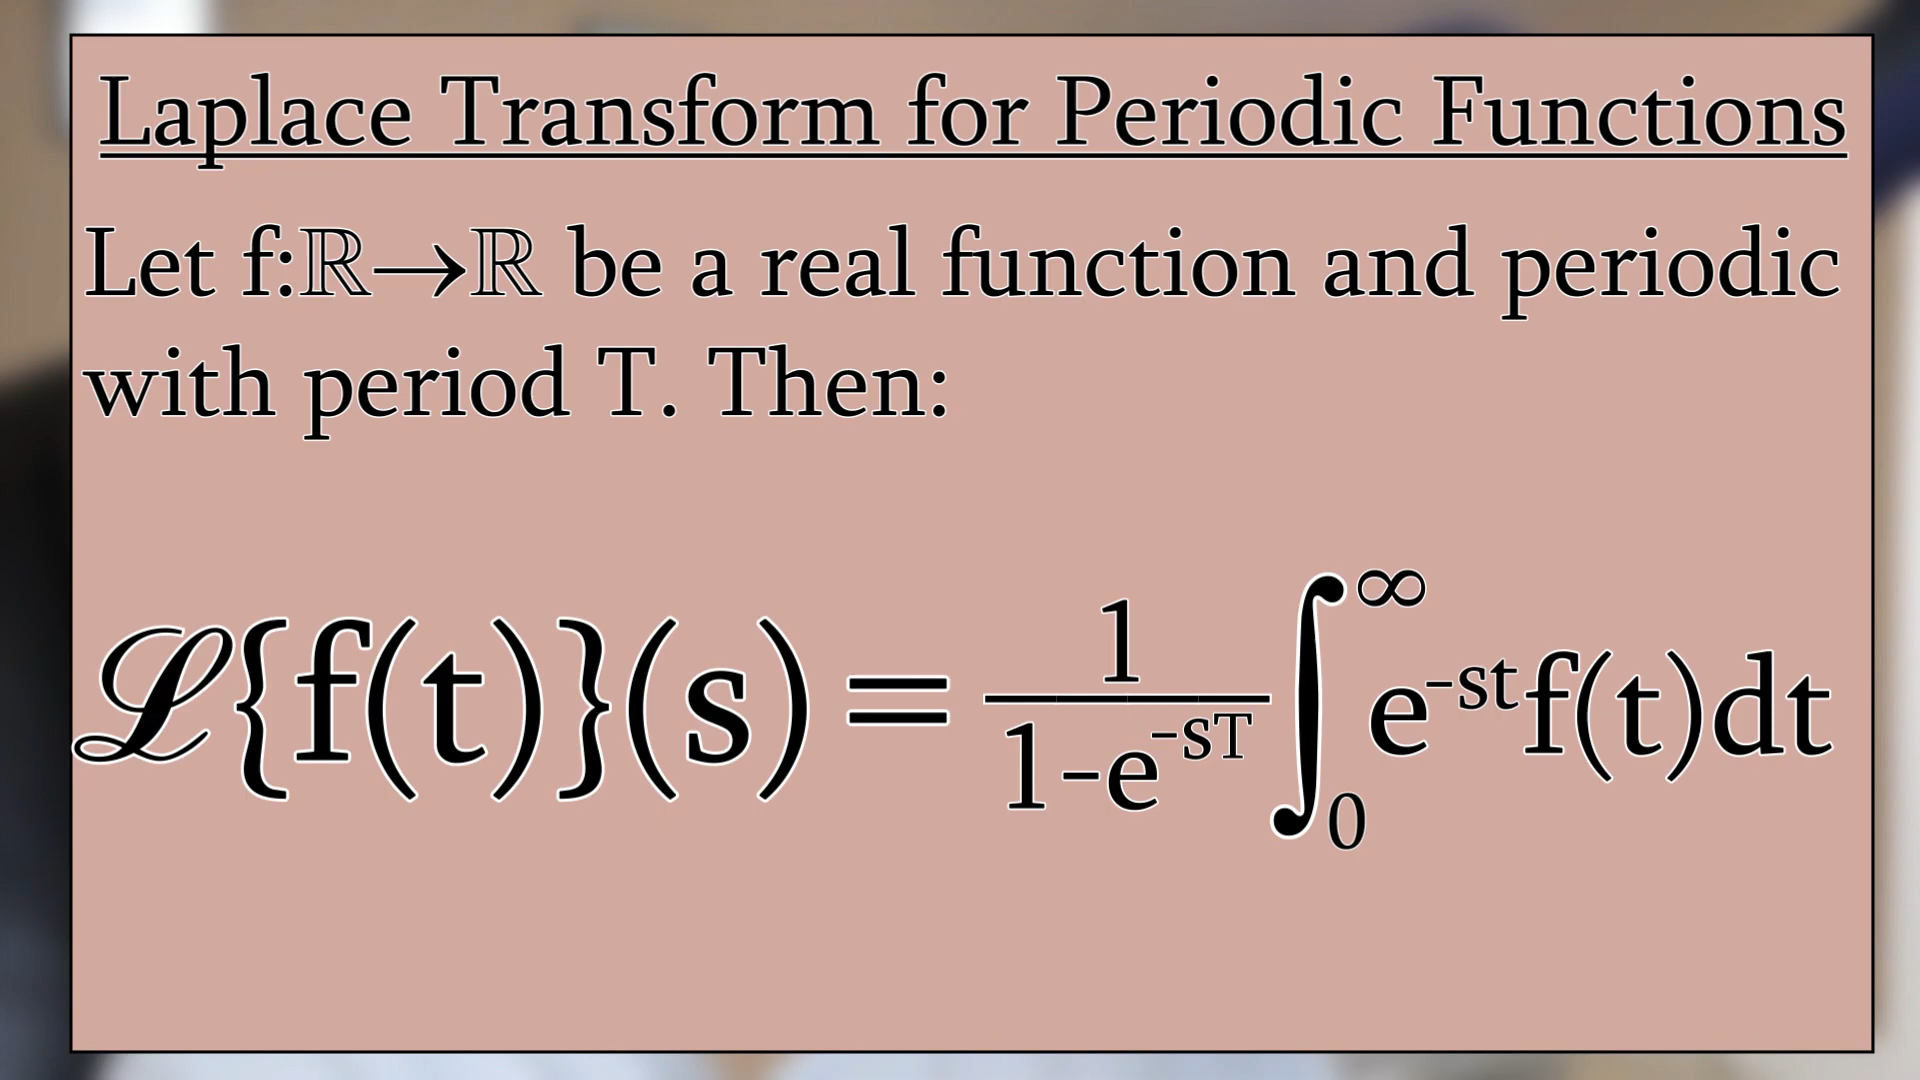 Laplace Transform for Periodic Functions
Let f:ℝ→ℝ be a real function and periodic
with period T. Then:
ℒ{f(t)}(s) = 1/(1-e^{-sT}) ∫_0^∞ e^{-st}f(t)dt